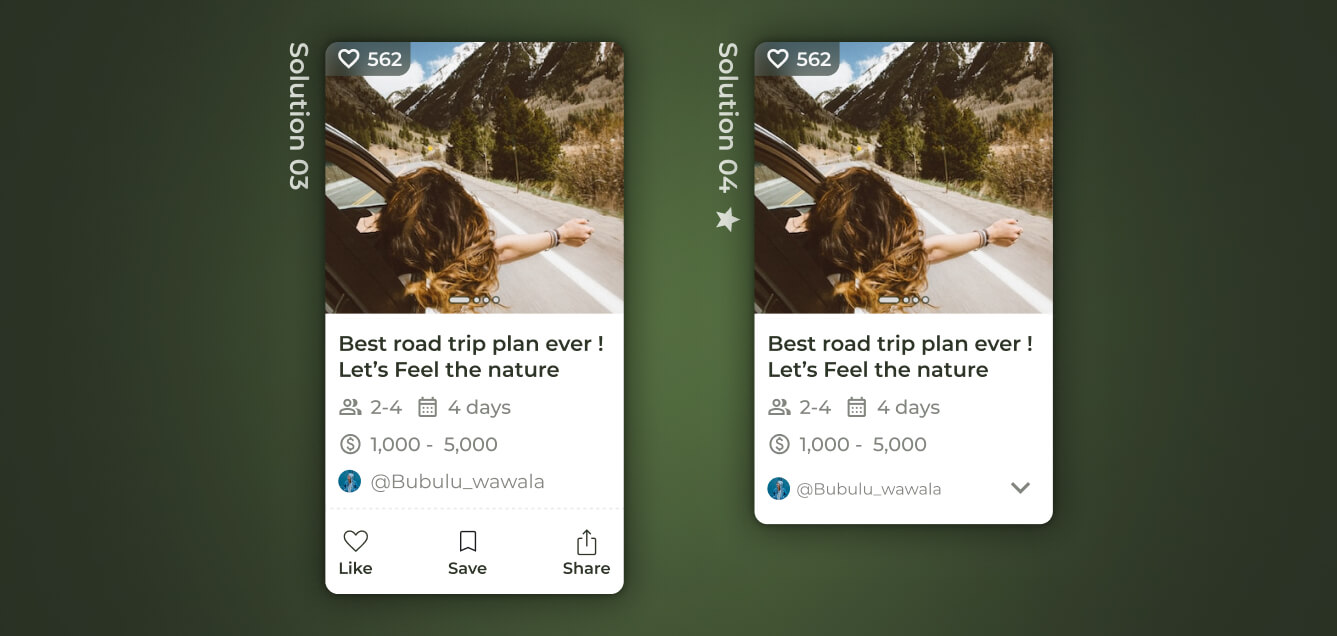 Solution 03
562
Best road trip plan ever !
Let’s Feel the nature
2-4 4 days
1,000 - 5,000
@Bubulu_wawala
Like Save Share
Solution 04
562
Best road trip plan ever !
Let’s Feel the nature
2-4 4 days
1,000 - 5,000
@Bubulu_wawala